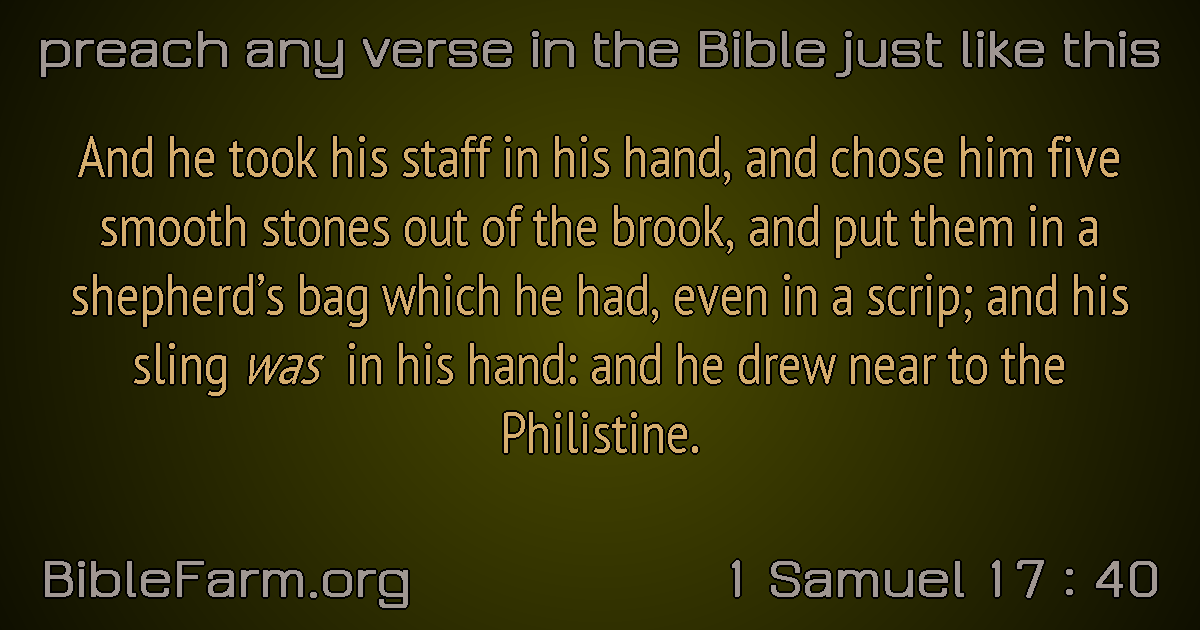 preach any verse in the Bible just like this
And he took his staff in his hand, and chose him five
smooth stones out of the brook, and put them in a
shepherd’s bag which he had, even in a scrip; and his
sling was in his hand: and he drew near to the
Philistine.
BibleFarm.org
1 Samuel 17 : 40